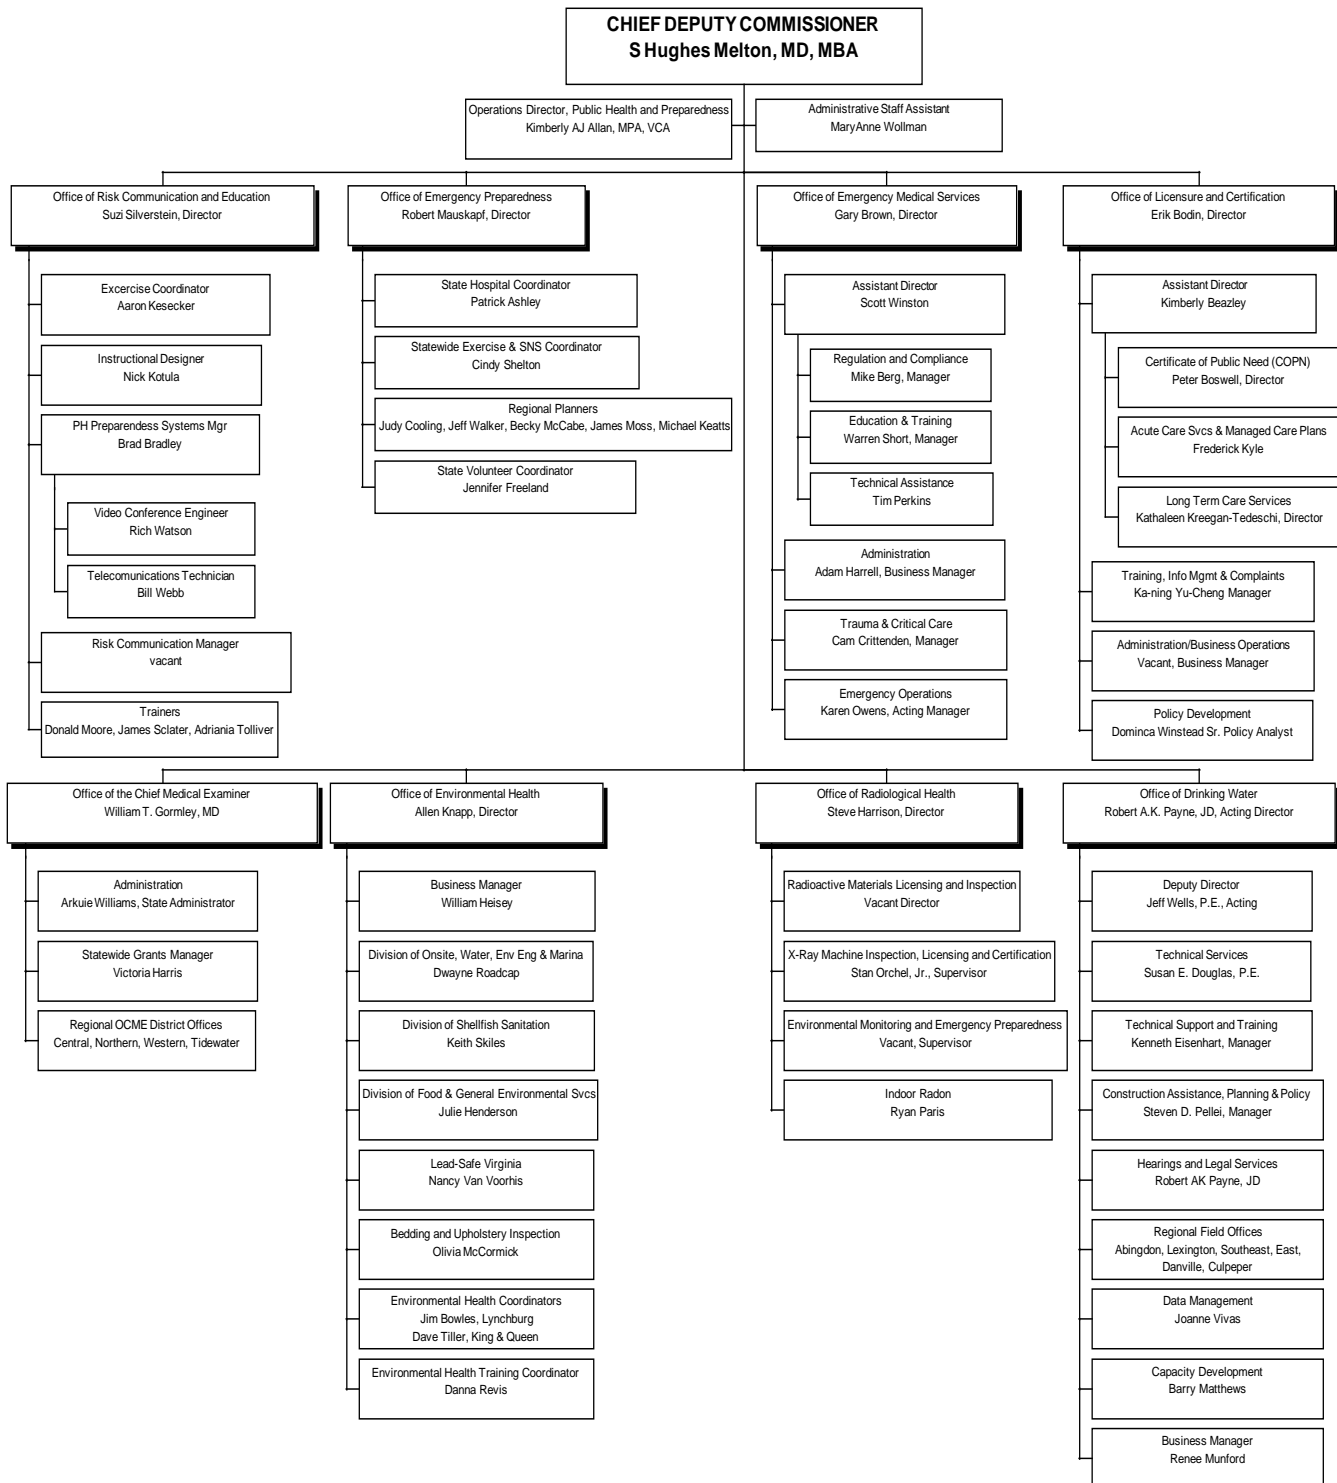 CHIEF DEPUTY COMMISSIONER
S Hughes Melton, MD, MBA
Operations Director, Public Health and Preparedness
Kimberly AJ Allan, MPA, VCA
Administrative Staff Assistant
MaryAnne Wollman
Office of Risk Communication and Education
Suzi Silverstein, Director
Excercise Coordinator
Aaron Kesecker
Instructional Designer
Nick Kotula
PH Preparendess Systems Mgr
Brad Bradley
Video Conference Engineer
Rich Watson
Telecomunications Technician
Bill Webb
Risk Communication Manager
vacant
Trainers
Donald Moore, James Sclater, Adriania Tolliver
Office of Emergency Preparedness
Robert Mauskapf, Director
State Hospital Coordinator
Patrick Ashley
Statewide Exercise & SNS Coordinator
Cindy Shelton
Regional Planners
Judy Cooling, Jeff Walker, Becky McCabe, James Moss, Michael Keatts
State Volunteer Coordinator
Jennifer Freeland
Office of Emergency Medical Services
Gary Brown, Director
Assistant Director
Scott Winston
Regulation and Compliance
Mike Berg, Manager
Education & Training
Warren Short, Manager
Technical Assistance
Tim Perkins
Administration
Adam Harrell, Business Manager
Trauma & Critical Care
Cam Crittenden, Manager
Emergency Operations
Karen Owens, Acting Manager
Office of Licensure and Certification
Erik Bodin, Director
Assistant Director
Kimberly Beazley
Certificate of Public Need (COPN)
Peter Boswell, Director
Acute Care Svcs & Managed Care Plans
Frederick Kyle
Long Term Care Services
Kathaleen Kreegan-Tedeschi, Director
Training, Info Mgmt & Complaints
Ka-ning Yu-Cheng Manager
Administration/Business Operations
Vacant, Business Manager
Policy Development
Dominca Winstead Sr. Policy Analyst
Office of the Chief Medical Examiner
William T. Gormley, MD
Administration
Arkuie Williams, State Administrator
Statewide Grants Manager
Victoria Harris
Regional OCME District Offices
Central, Northern, Western, Tidewater
Office of Environmental Health
Allen Knapp, Director
Business Manager
William Heisey
Division of Onsite, Water, Env Eng & Marina
Dwayne Roadcap
Division of Shellfish Sanitation
Keith Skiles
Division of Food & General Environmental Svcs
Julie Henderson
Lead-Safe Virginia
Nancy Van Voorhis
Bedding and Upholstery Inspection
Olivia McCormick
Environmental Health Coordinators
Jim Bowles, Lynchburg
Dave Tiller, King & Queen
Environmental Health Training Coordinator
Danna Revis
Office of Radiological Health
Steve Harrison, Director
Radioactive Materials Licensing and Inspection
Vacant Director
X-Ray Machine Inspection, Licensing and Certification
Stan Orchel, Jr., Supervisor
Environmental Monitoring and Emergency Preparedness
Vacant, Supervisor
Indoor Radon
Ryan Paris
Office of Drinking Water
Robert A.K. Payne, JD, Acting Director
Deputy Director
Jeff Wells, P.E., Acting
Technical Services
Susan E. Douglas, P.E.
Technical Support and Training
Kenneth Eisenhart, Manager
Construction Assistance, Planning & Policy
Steven D. Pellei, Manager
Hearings and Legal Services
Robert AK Payne, JD
Regional Field Offices
Abingdon, Lexington, Southeast, East,
Danville, Culpeper
Data Management
Joanne Vivas
Capacity Development
Barry Matthews
Business Manager
Renee Munford